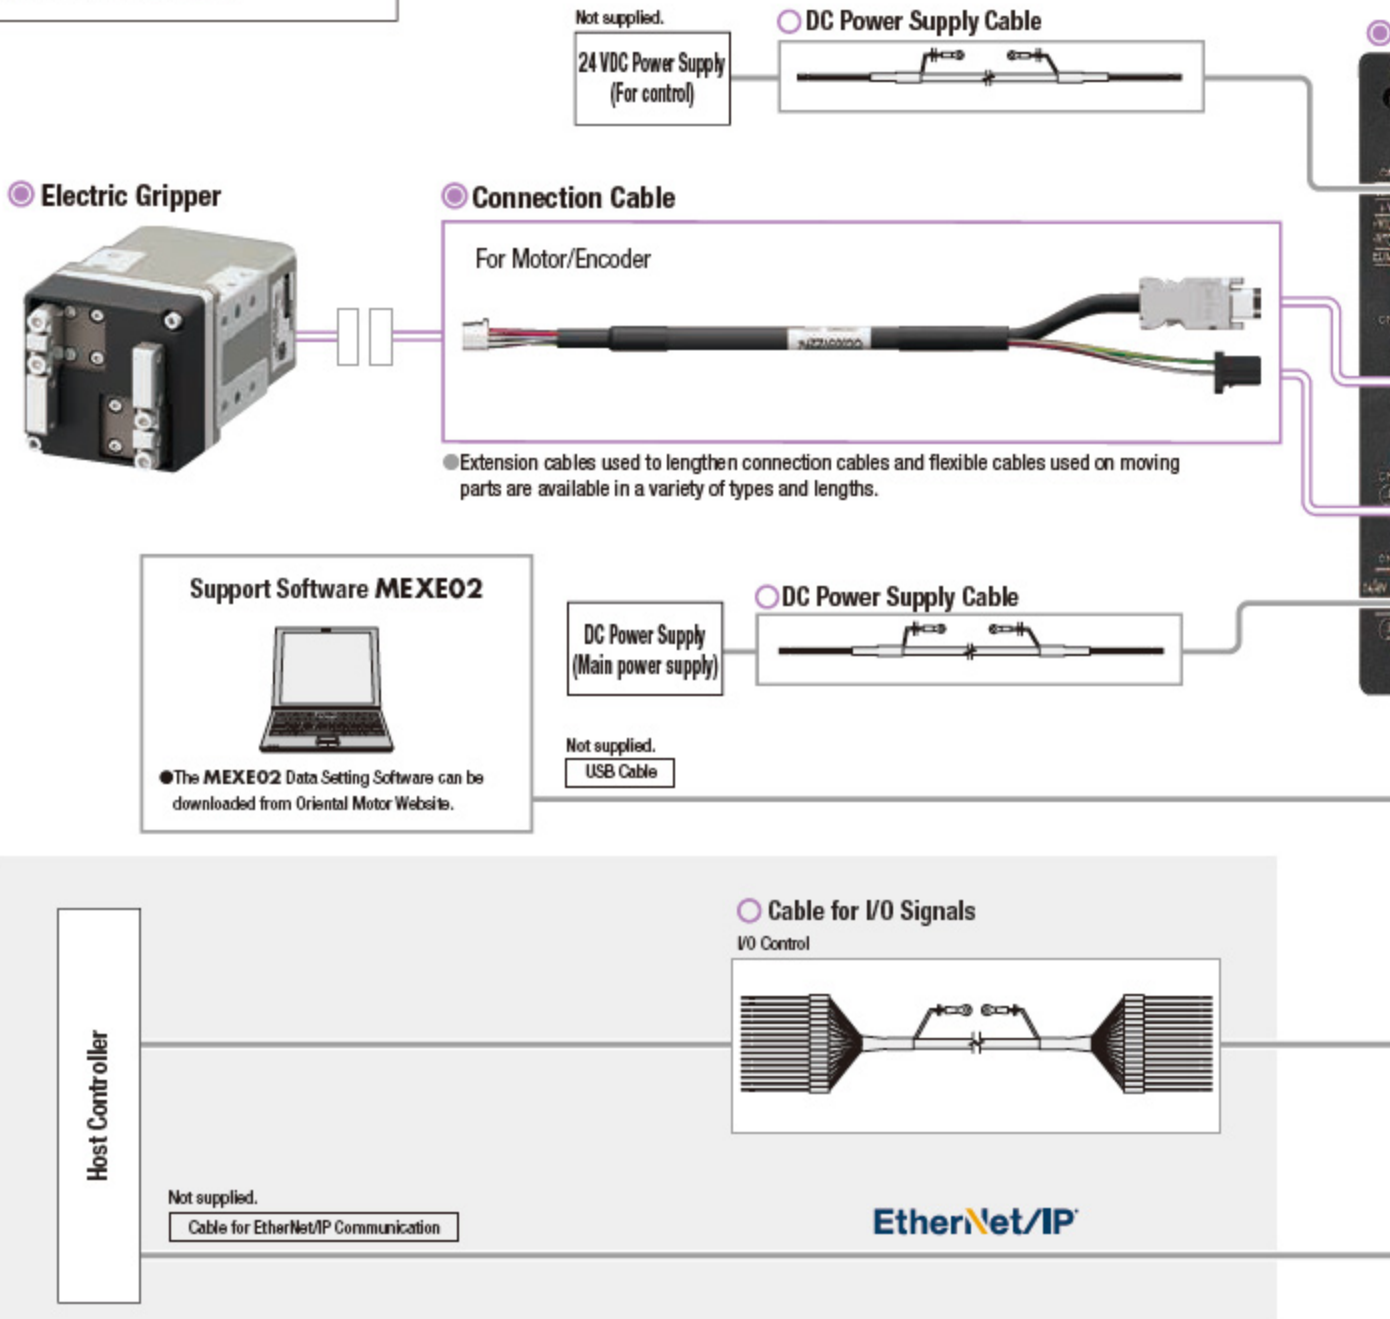 Not supplied.
DC Power Supply Cable
24 VDC Power Supply
(For control)
Electric Gripper
Connection Cable
For Motor/Encoder
Extension cables used to lengthen connection cables and flexible cables used on moving
parts are available in a variety of types and lengths.
Support Software MEXE02
●The MEXE02 Data Setting Software can be
downloaded from Oriental Motor Website.
DC Power Supply Cable
DC Power Supply
(Main power supply)
Not supplied.
USB Cable
Cable for I/O Signals
I/O Control
Host Controller
Not supplied.
Cable for EtherNet/IP Communication
EtherNet/IP